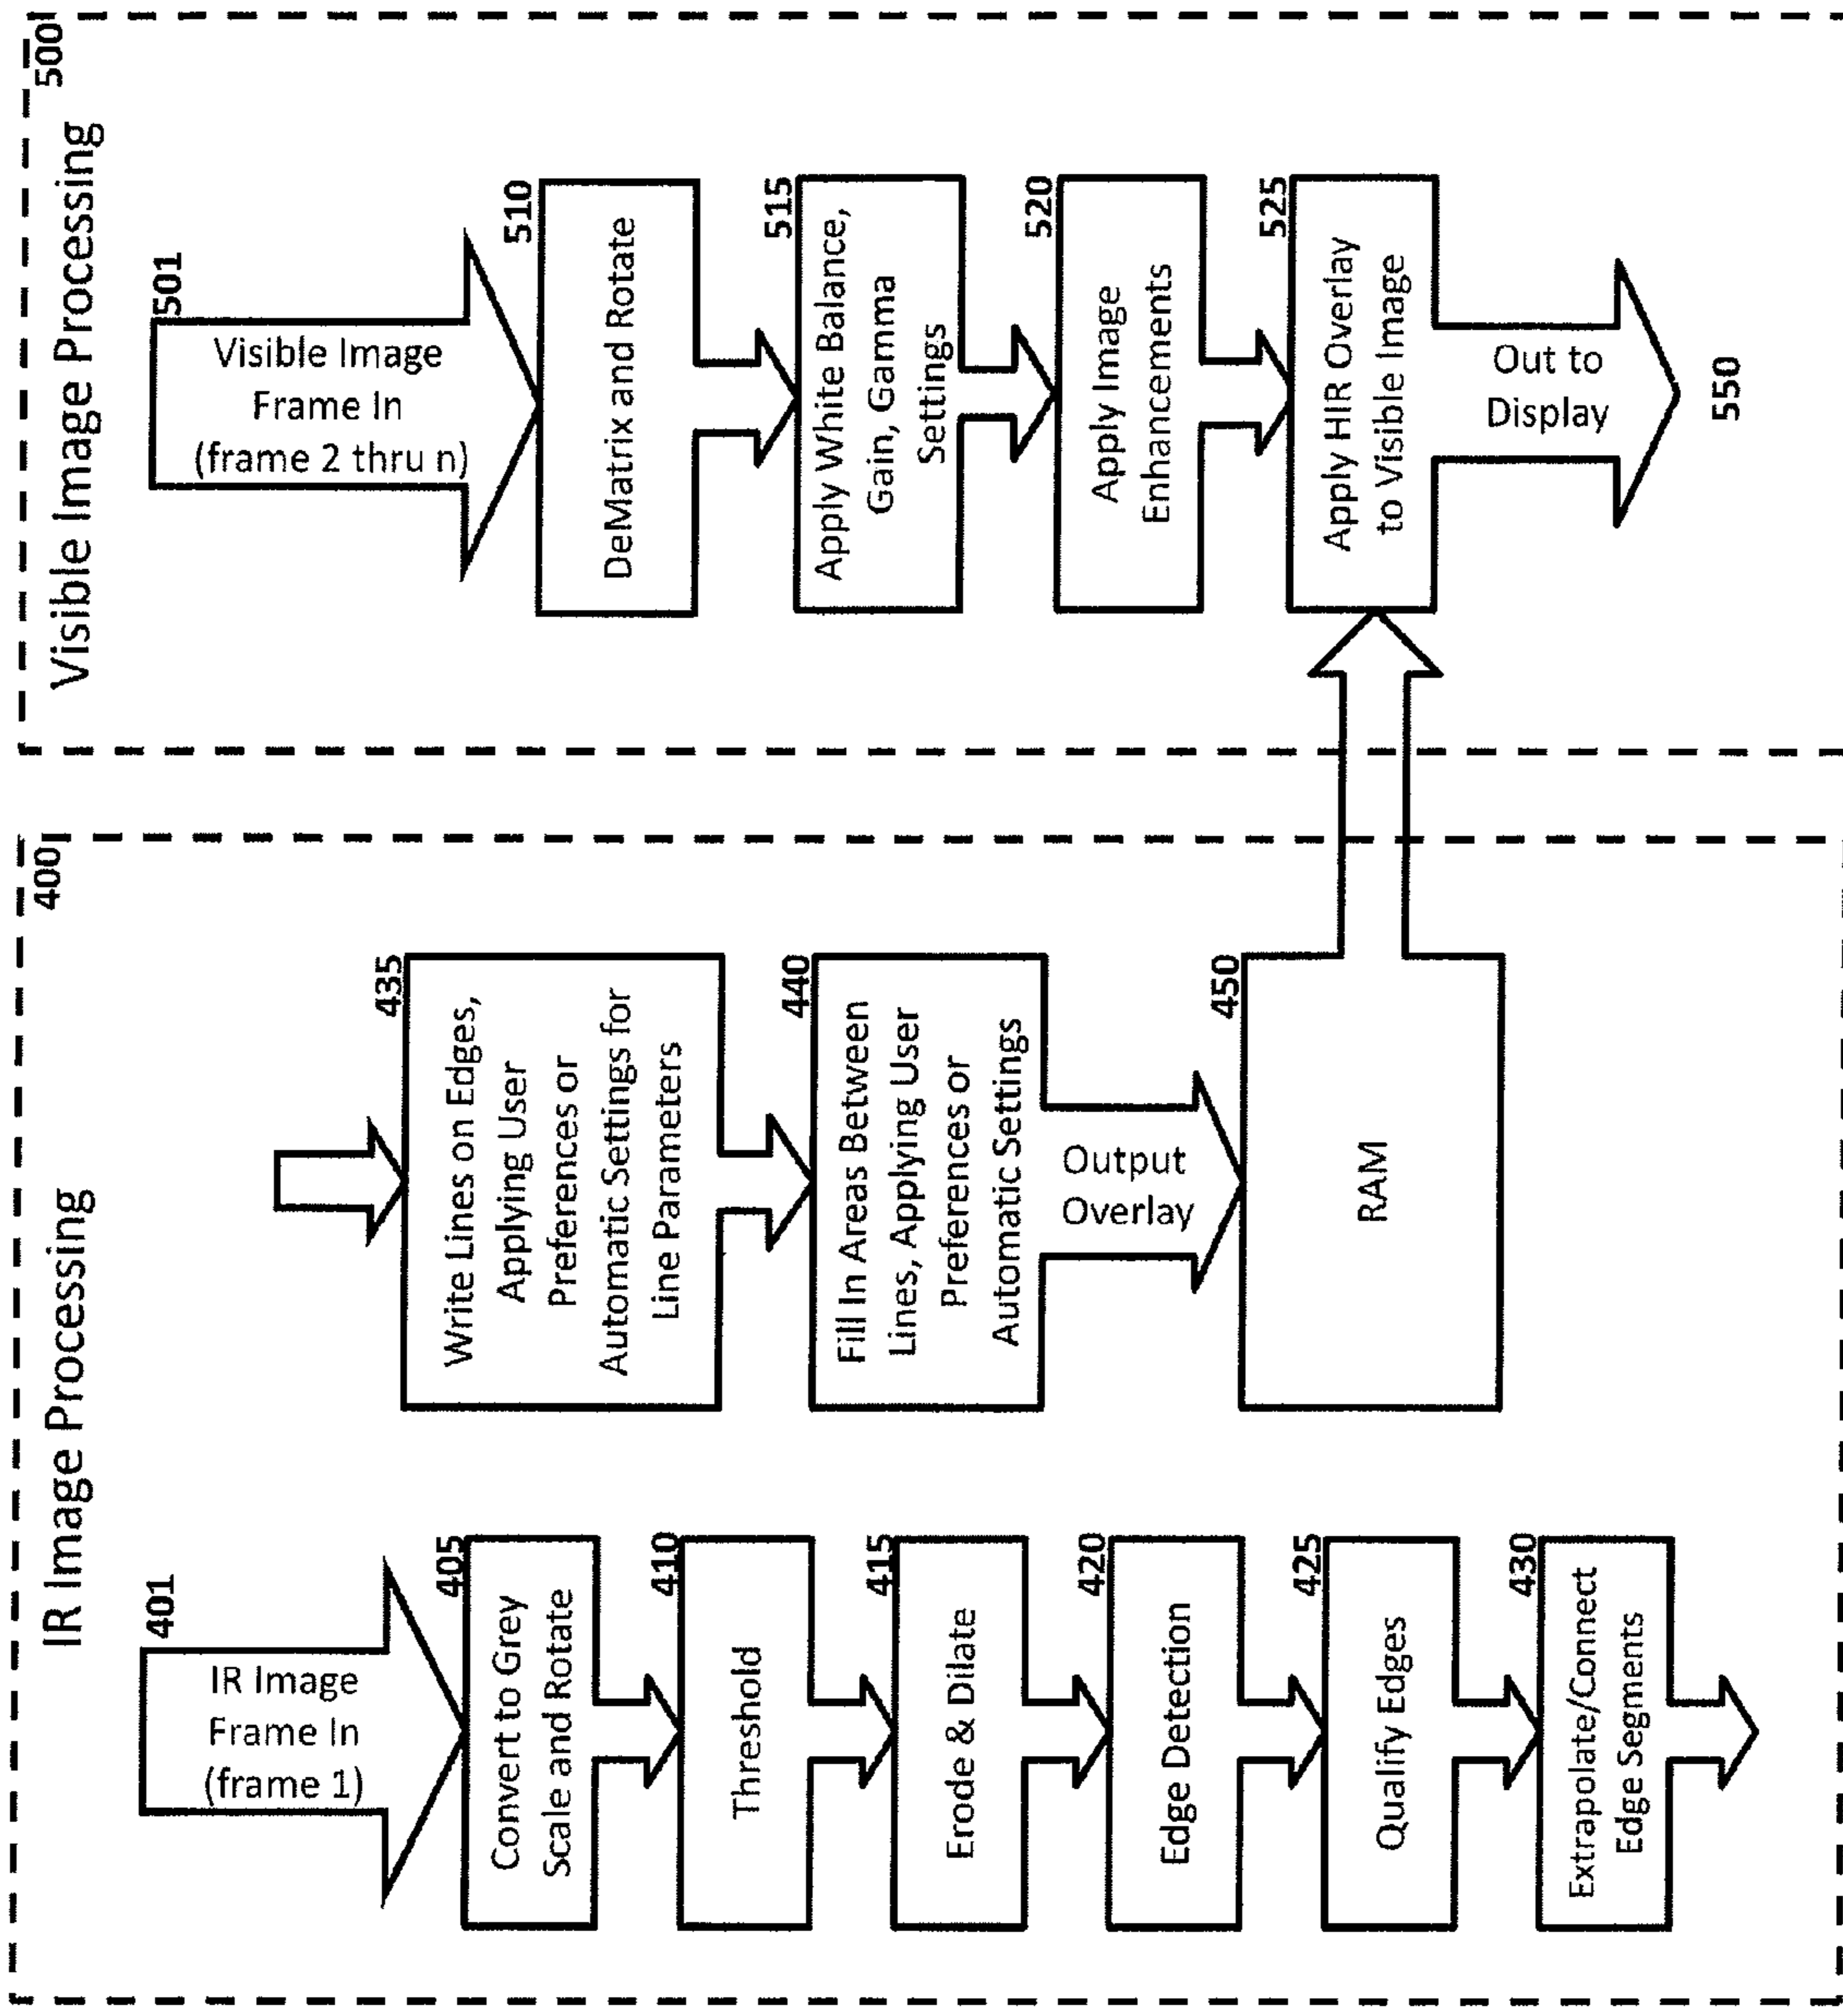 IR Image Processing
400
401
IR Image
Frame In
(frame 1)
405
Convert to Grey
Scale and Rotate
410
Threshold
415
Erode & Dilate
420
Edge Detection
425
Qualify Edges
430
Extrapolate/Connect
Edge Segments
435
Write Lines on Edges,
Applying User
Preferences or
Automatic Settings for
Line Parameters
440
Fill In Areas Between
Lines, Applying User
Preferences or
Automatic Settings
Output
Overlay
450
RAM
Visible Image Processing
500
501
Visible Image
Frame In
(frame 2 thru n)
510
DeMatrix and Rotate
515
Apply White Balance,
Gain, Gamma
Settings
520
Apply Image
Enhancements
525
Apply HIR Overlay
to Visible Image
Out to
Display
550